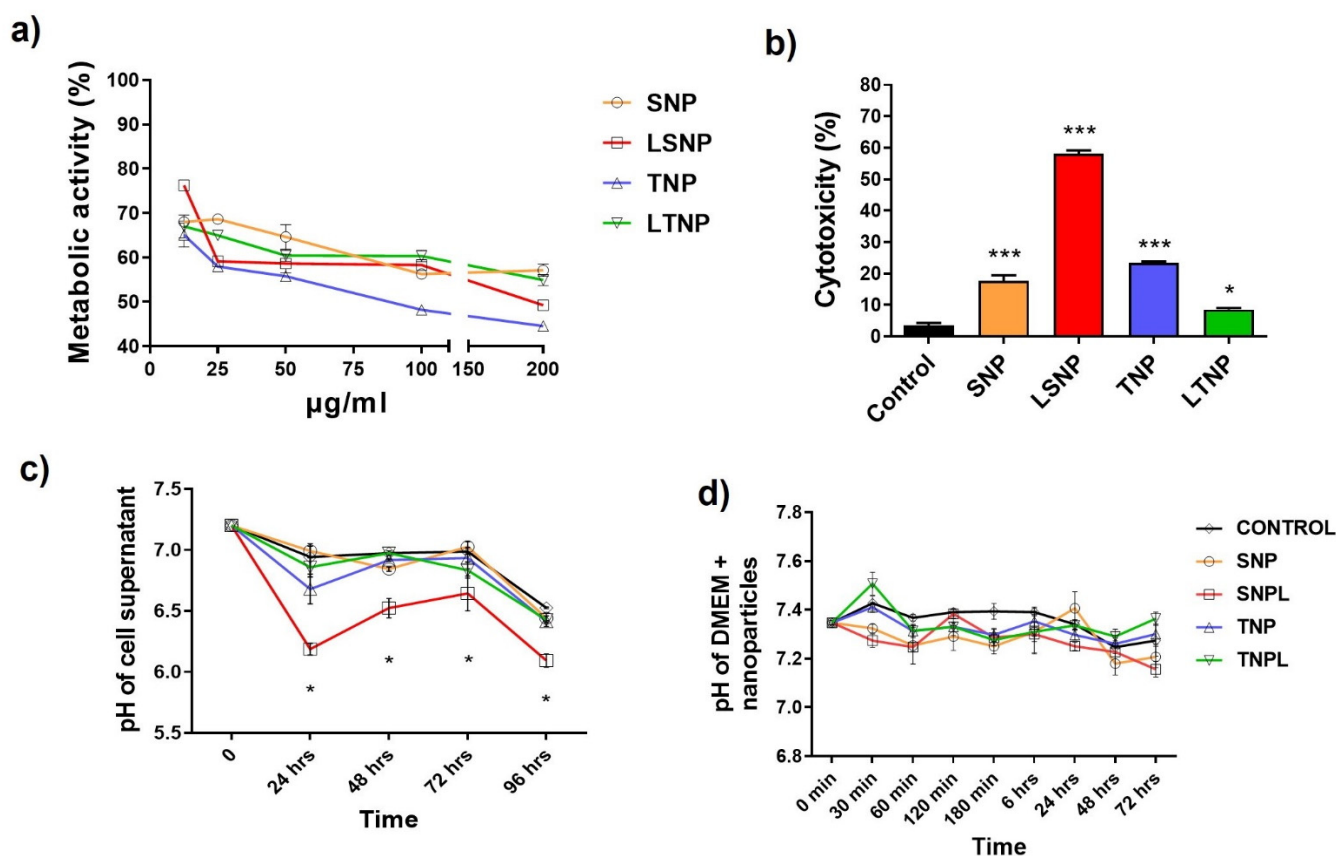 a)
Metabolic activity (%)
100
90
80
70
60
50
40
0
25
50
75
100
150
200
µg/ml
SNP
LSNP
TNP
LTNP
b)
Cytotoxicity (%)
80
70
60
50
40
30
20
10
0
***
***
***
*
Control
SNP
LSNP
TNP
LTNP
c)
pH of cell supernatant
7.5
7.0
6.5
6.0
5.5
*
*
*
*
0
24 hrs
48 hrs
72 hrs
96 hrs
Time
d)
pH of DMEM +
nanoparticles
7.8
7.6
7.4
7.2
7.0
6.8
0 min
30 min
60 min
120 min
180 min
6 hrs
24 hrs
48 hrs
72 hrs
Time
CONTROL
SNP
SNPL
TNP
TNPL